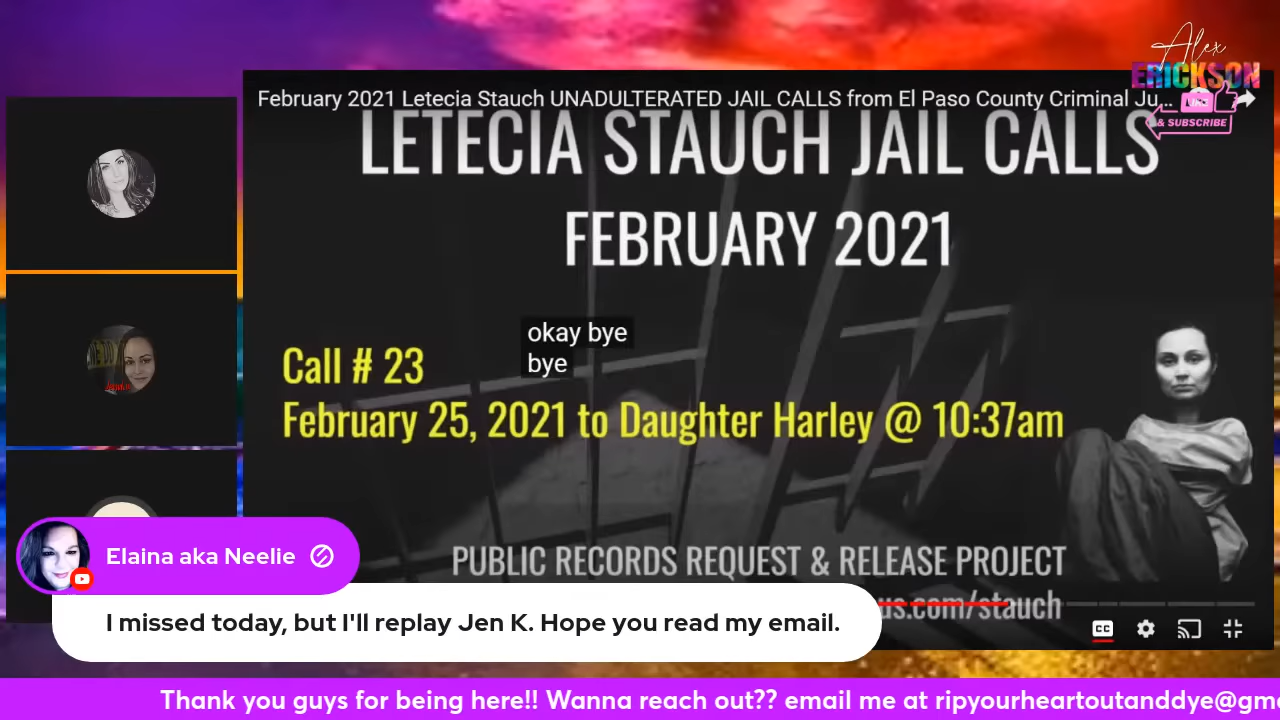 Alex
ERICKSON
LIKE
& SUBSCRIBE
February 2021 Letecia Stauch UNADULTERATED JAIL CALLS from El Paso County Criminal Ju...
LETECIA STAUCH JAIL CALLS
FEBRUARY 2021
okay bye
bye
Call # 23
February 25, 2021 to Daughter Harley @ 10:37am
PUBLIC RECORDS REQUEST & RELEASE PROJECT
us.com/stauch
CC
Elaina aka Neelie
I missed today, but I'll replay Jen K. Hope you read my email.
Thank you guys for being here!! Wanna reach out?? email me at ripyourheartoutanddye@gm